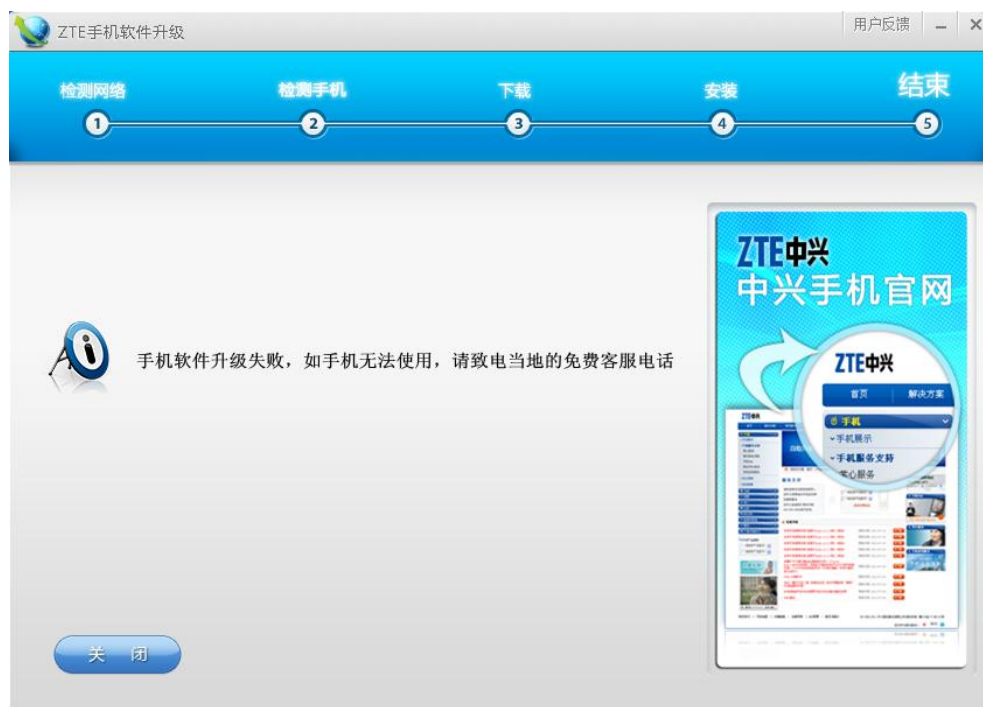 ZTE手机软件升级
用户反馈
检测网络
检测手机
下载
安装
结束
1
2
3
4
5
手机软件升级失败，如手机无法使用，请致电当地的免费客服电话
ZTE中兴
中兴手机官网
ZTE中兴
首页
解决方案
手机
手机展示
手机服务支持
ZTE中兴
关 闭